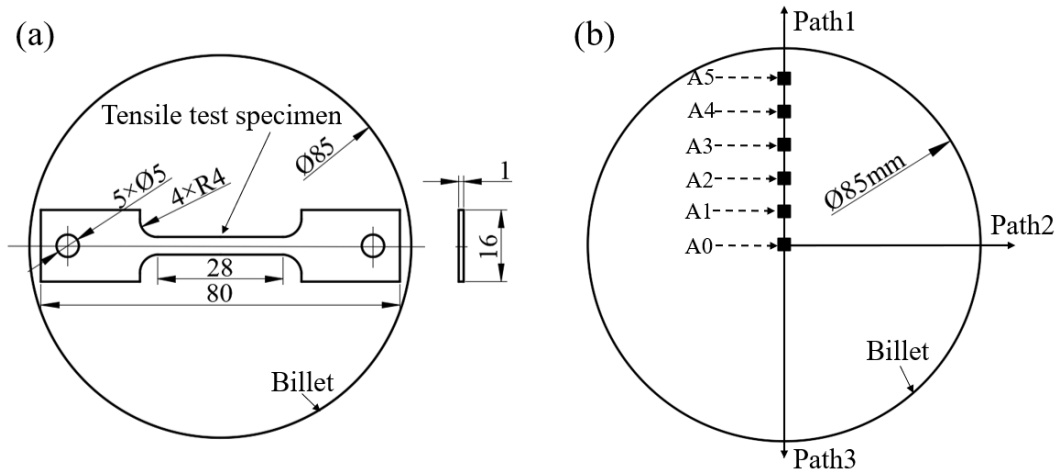 (a)
Tensile test specimen
Ø85
5×Ø5
4×R4
1
16
28
80
Billet
(b)
Path1
A5
A4
A3
A2
A1
A0
Ø85mm
Path2
Billet
Path3